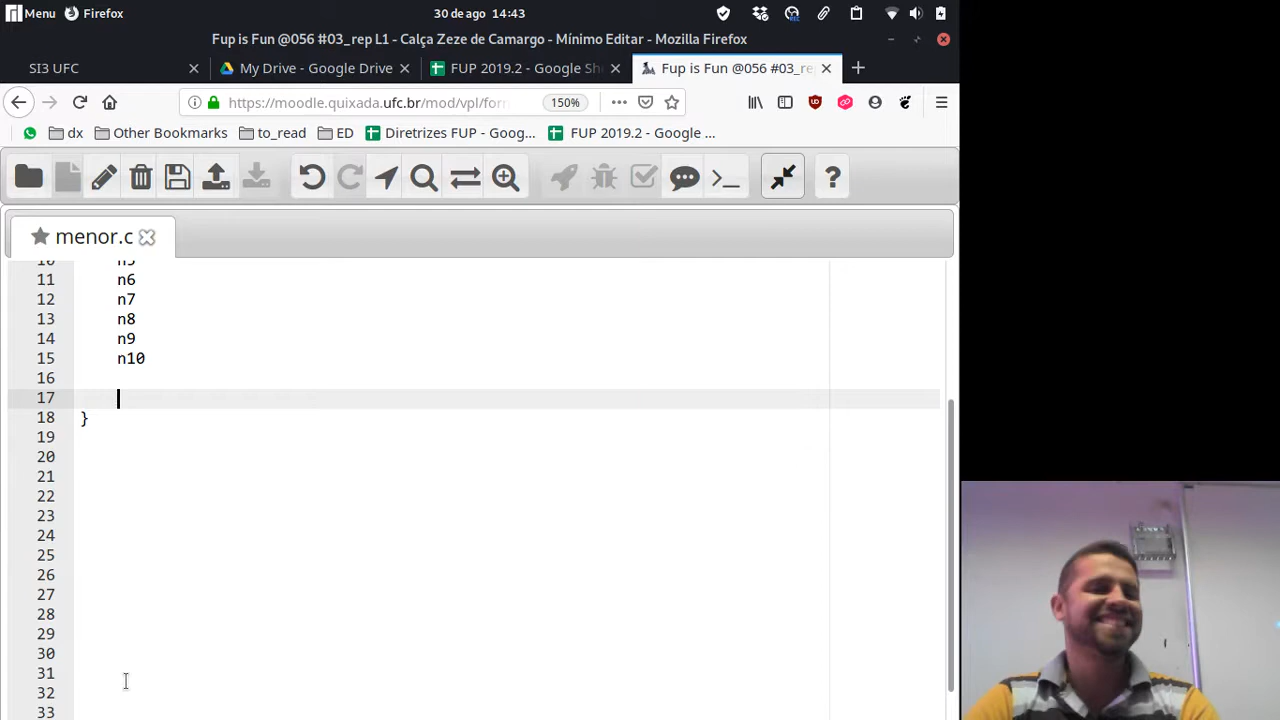 Menu Firefox 30 de ago 14:43
Fup is Fun @056 #03_rep L1 - Calça Zeze de Camargo - Mínimo Editar - Mozilla Firefox
SI3 UFC My Drive - Google Drive FUP 2019.2 - Google Sh Fup is Fun @056 #03_re
https://moodle.quixada.ufc.br/mod/vpl/for 150%
dx Other Bookmarks to_read ED Diretrizes FUP - Goog... FUP 2019.2 - Google ...
menor.c
10 n5
11 n6
12 n7
13 n8
14 n9
15 n10
16
17
18 }
19
20
21
22
23
24
25
26
27
28
29
30
31
32
33